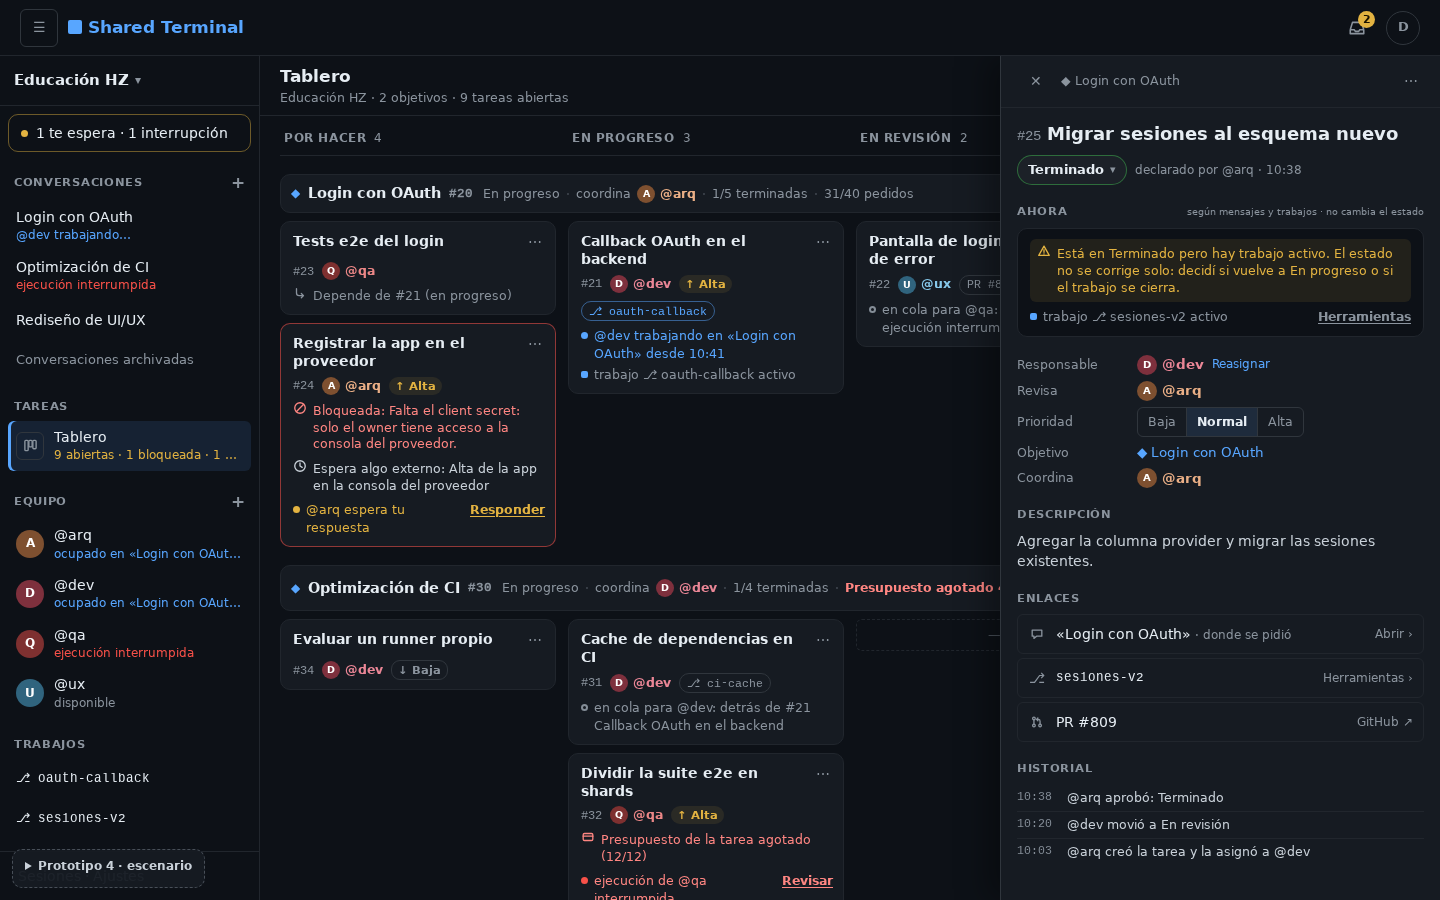 ☰ Shared Terminal
2
D
Educación HZ ▾
1 te espera · 1 interrupción
CONVERSACIONES +
Login con OAuth
@dev trabajando…
Optimización de CI
ejecución interrumpida
Rediseño de UI/UX
Conversaciones archivadas
TAREAS
Tablero
9 abiertas · 1 bloqueada · 1 …
EQUIPO +
A @arq
ocupado en «Login con OAut…
D @dev
ocupado en «Login con OAut…
Q @qa
ejecución interrumpida
U @ux
disponible
TRABAJOS
⎇ oauth-callback
⎇ sesiones-v2
Prototipo 4 · escenario
Tablero
Educación HZ · 2 objetivos · 9 tareas abiertas
POR HACER 4
EN PROGRESO 3
EN REVISIÓN 2
◆ Login con OAuth #20 En progreso · coordina A @arq · 1/5 terminadas · 31/40 pedidos
Tests e2e del login ⋯
#23 Q @qa
Depende de #21 (en progreso)
Registrar la app en el
proveedor ⋯
#24 A @arq ↑ Alta
Bloqueada: Falta el client secret:
solo el owner tiene acceso a la
consola del proveedor.
Espera algo externo: Alta de la app
en la consola del proveedor
@arq espera tu
respuesta
Responder
Callback OAuth en el
backend ⋯
#21 D @dev ↑ Alta
⎇ oauth-callback
@dev trabajando en «Login con
OAuth» desde 10:41
trabajo ⎇ oauth-callback activo
Pantalla de login
de error
#22 U @ux PR #8
en cola para @qa:
ejecución interrum
◆ Optimización de CI #30 En progreso · coordina D @dev · 1/4 terminadas · Presupuesto agotado
Evaluar un runner propio ⋯
#34 D @dev ↓ Baja
Cache de dependencias en
CI ⋯
#31 D @dev ⎇ ci-cache
en cola para @dev: detrás de #21
Callback OAuth en el backend
Dividir la suite e2e en
shards ⋯
#32 Q @qa ↑ Alta
Presupuesto de la tarea agotado
(12/12)
ejecución de @qa
interrumpida
Revisar
—
✕ ◆ Login con OAuth ⋯
#25 Migrar sesiones al esquema nuevo
Terminado ▾ declarado por @arq · 10:38
AHORA según mensajes y trabajos · no cambia el estado
Está en Terminado pero hay trabajo activo. El estado
no se corrige solo: decidí si vuelve a En progreso o si
el trabajo se cierra.
trabajo ⎇ sesiones-v2 activo Herramientas
Responsable D @dev Reasignar
Revisa A @arq
Prioridad Baja Normal Alta
Objetivo ◆ Login con OAuth
Coordina A @arq
DESCRIPCIÓN
Agregar la columna provider y migrar las sesiones
existentes.
ENLACES
«Login con OAuth» · donde se pidió Abrir ›
⎇ sesiones-v2 Herramientas ›
PR #809 GitHub ↗
HISTORIAL
10:38 @arq aprobó: Terminado
10:20 @dev movió a En revisión
10:03 @arq creó la tarea y la asignó a @dev